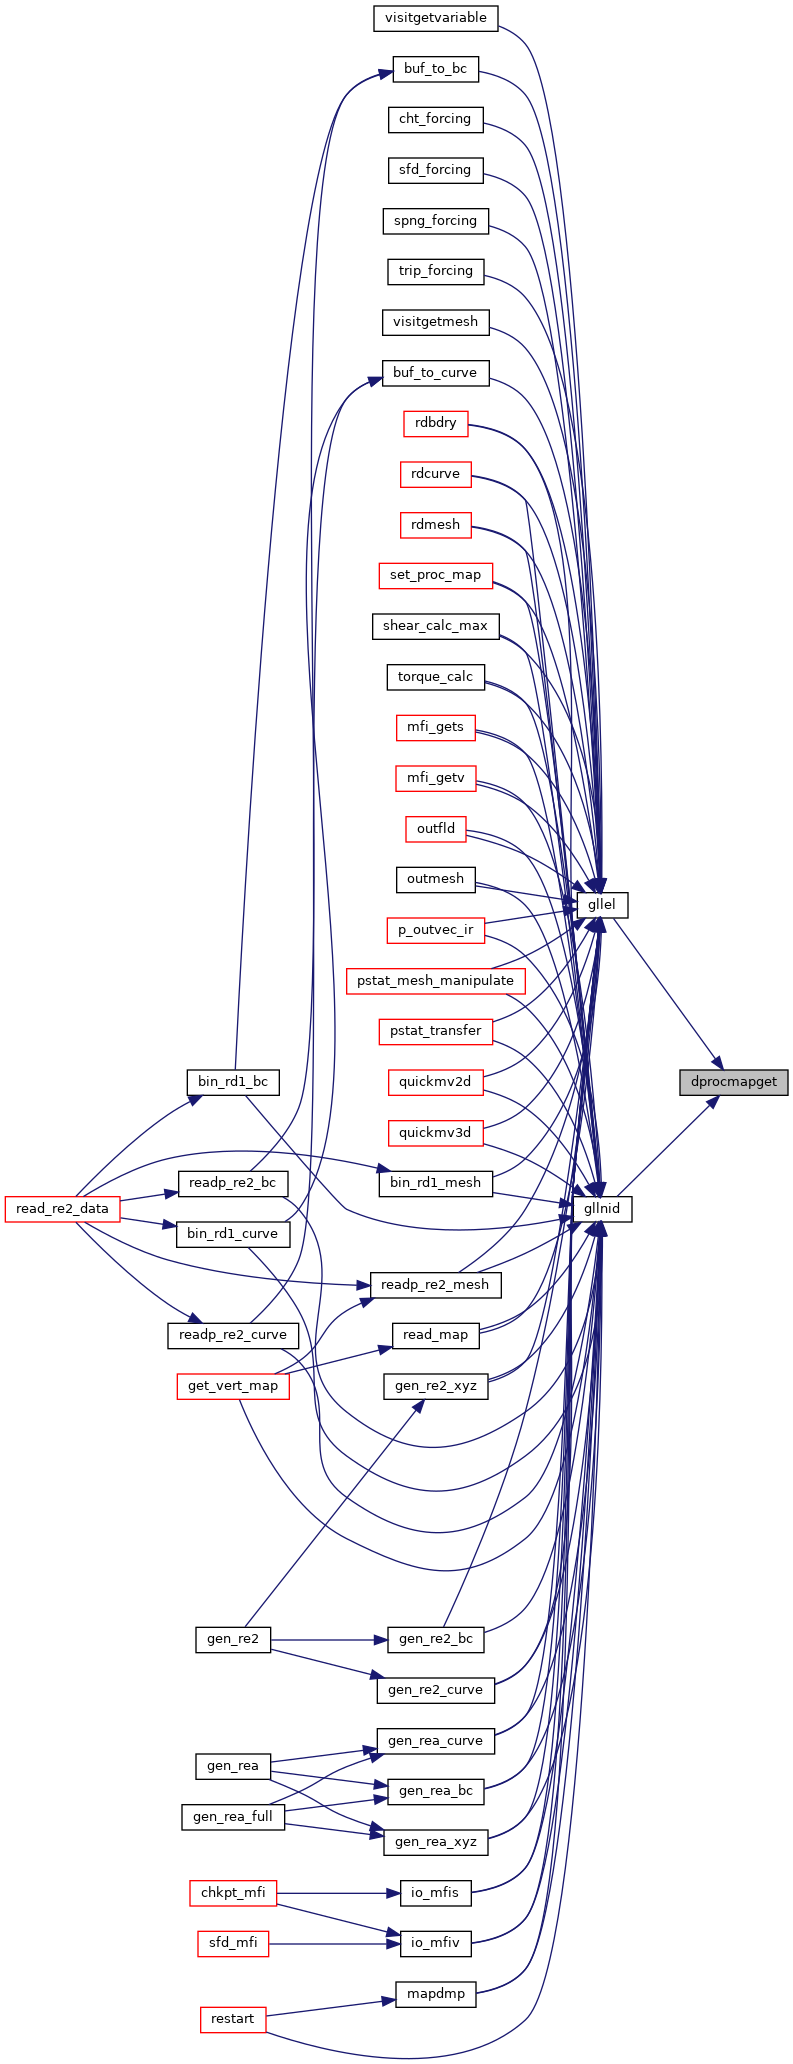 visitgetvariable
buf_to_bc
cht_forcing
sfd_forcing
spng_forcing
trip_forcing
visitgetmesh
buf_to_curve
rdbdry
rdcurve
rdmesh
set_proc_map
shear_calc_max
torque_calc
mfi_gets
mfi_getv
outfld
outmesh
gllel
p_outvec_ir
pstat_mesh_manipulate
pstat_transfer
bin_rd1_bc
quickmv2d
dprocmapget
quickmv3d
readp_re2_bc
bin_rd1_mesh
read_re2_data
gllnid
bin_rd1_curve
readp_re2_mesh
readp_re2_curve
read_map
get_vert_map
gen_re2_xyz
gen_re2
gen_re2_bc
gen_re2_curve
gen_rea_curve
gen_rea
gen_rea_bc
gen_rea_full
gen_rea_xyz
chkpt_mfi
io_mfis
sfd_mfi
io_mfiv
mapdmp
restart